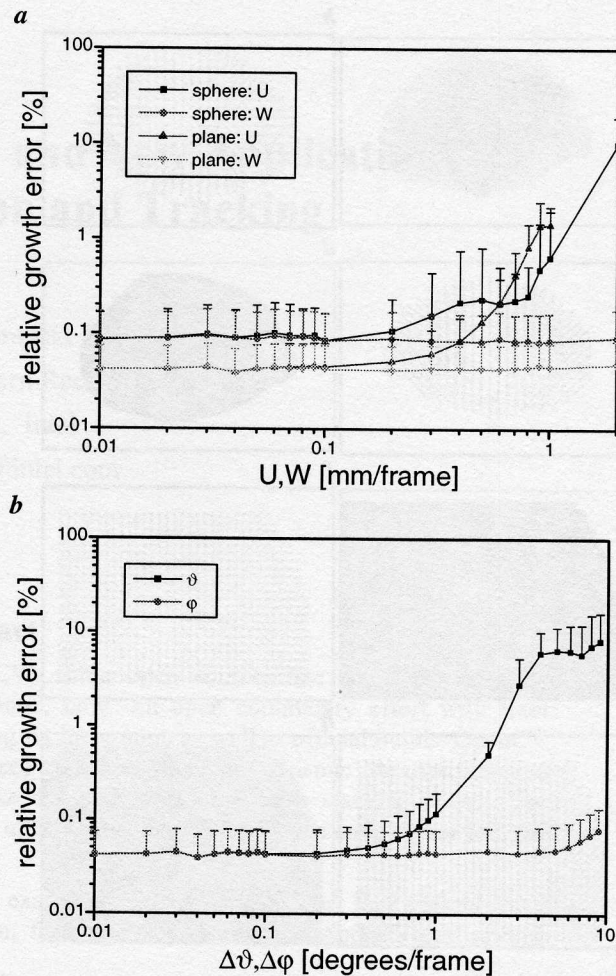 a
100
10
1
0.1
0.01
relative growth error [%]
sphere: U
sphere: W
plane: U
plane: W
0.01
0.1
1
U,W [mm/frame]
b
100
10
1
0.1
0.01
relative growth error [%]
ϑ
φ
0.01
0.1
1
10
Δϑ,Δφ [degrees/frame]
and Tracking